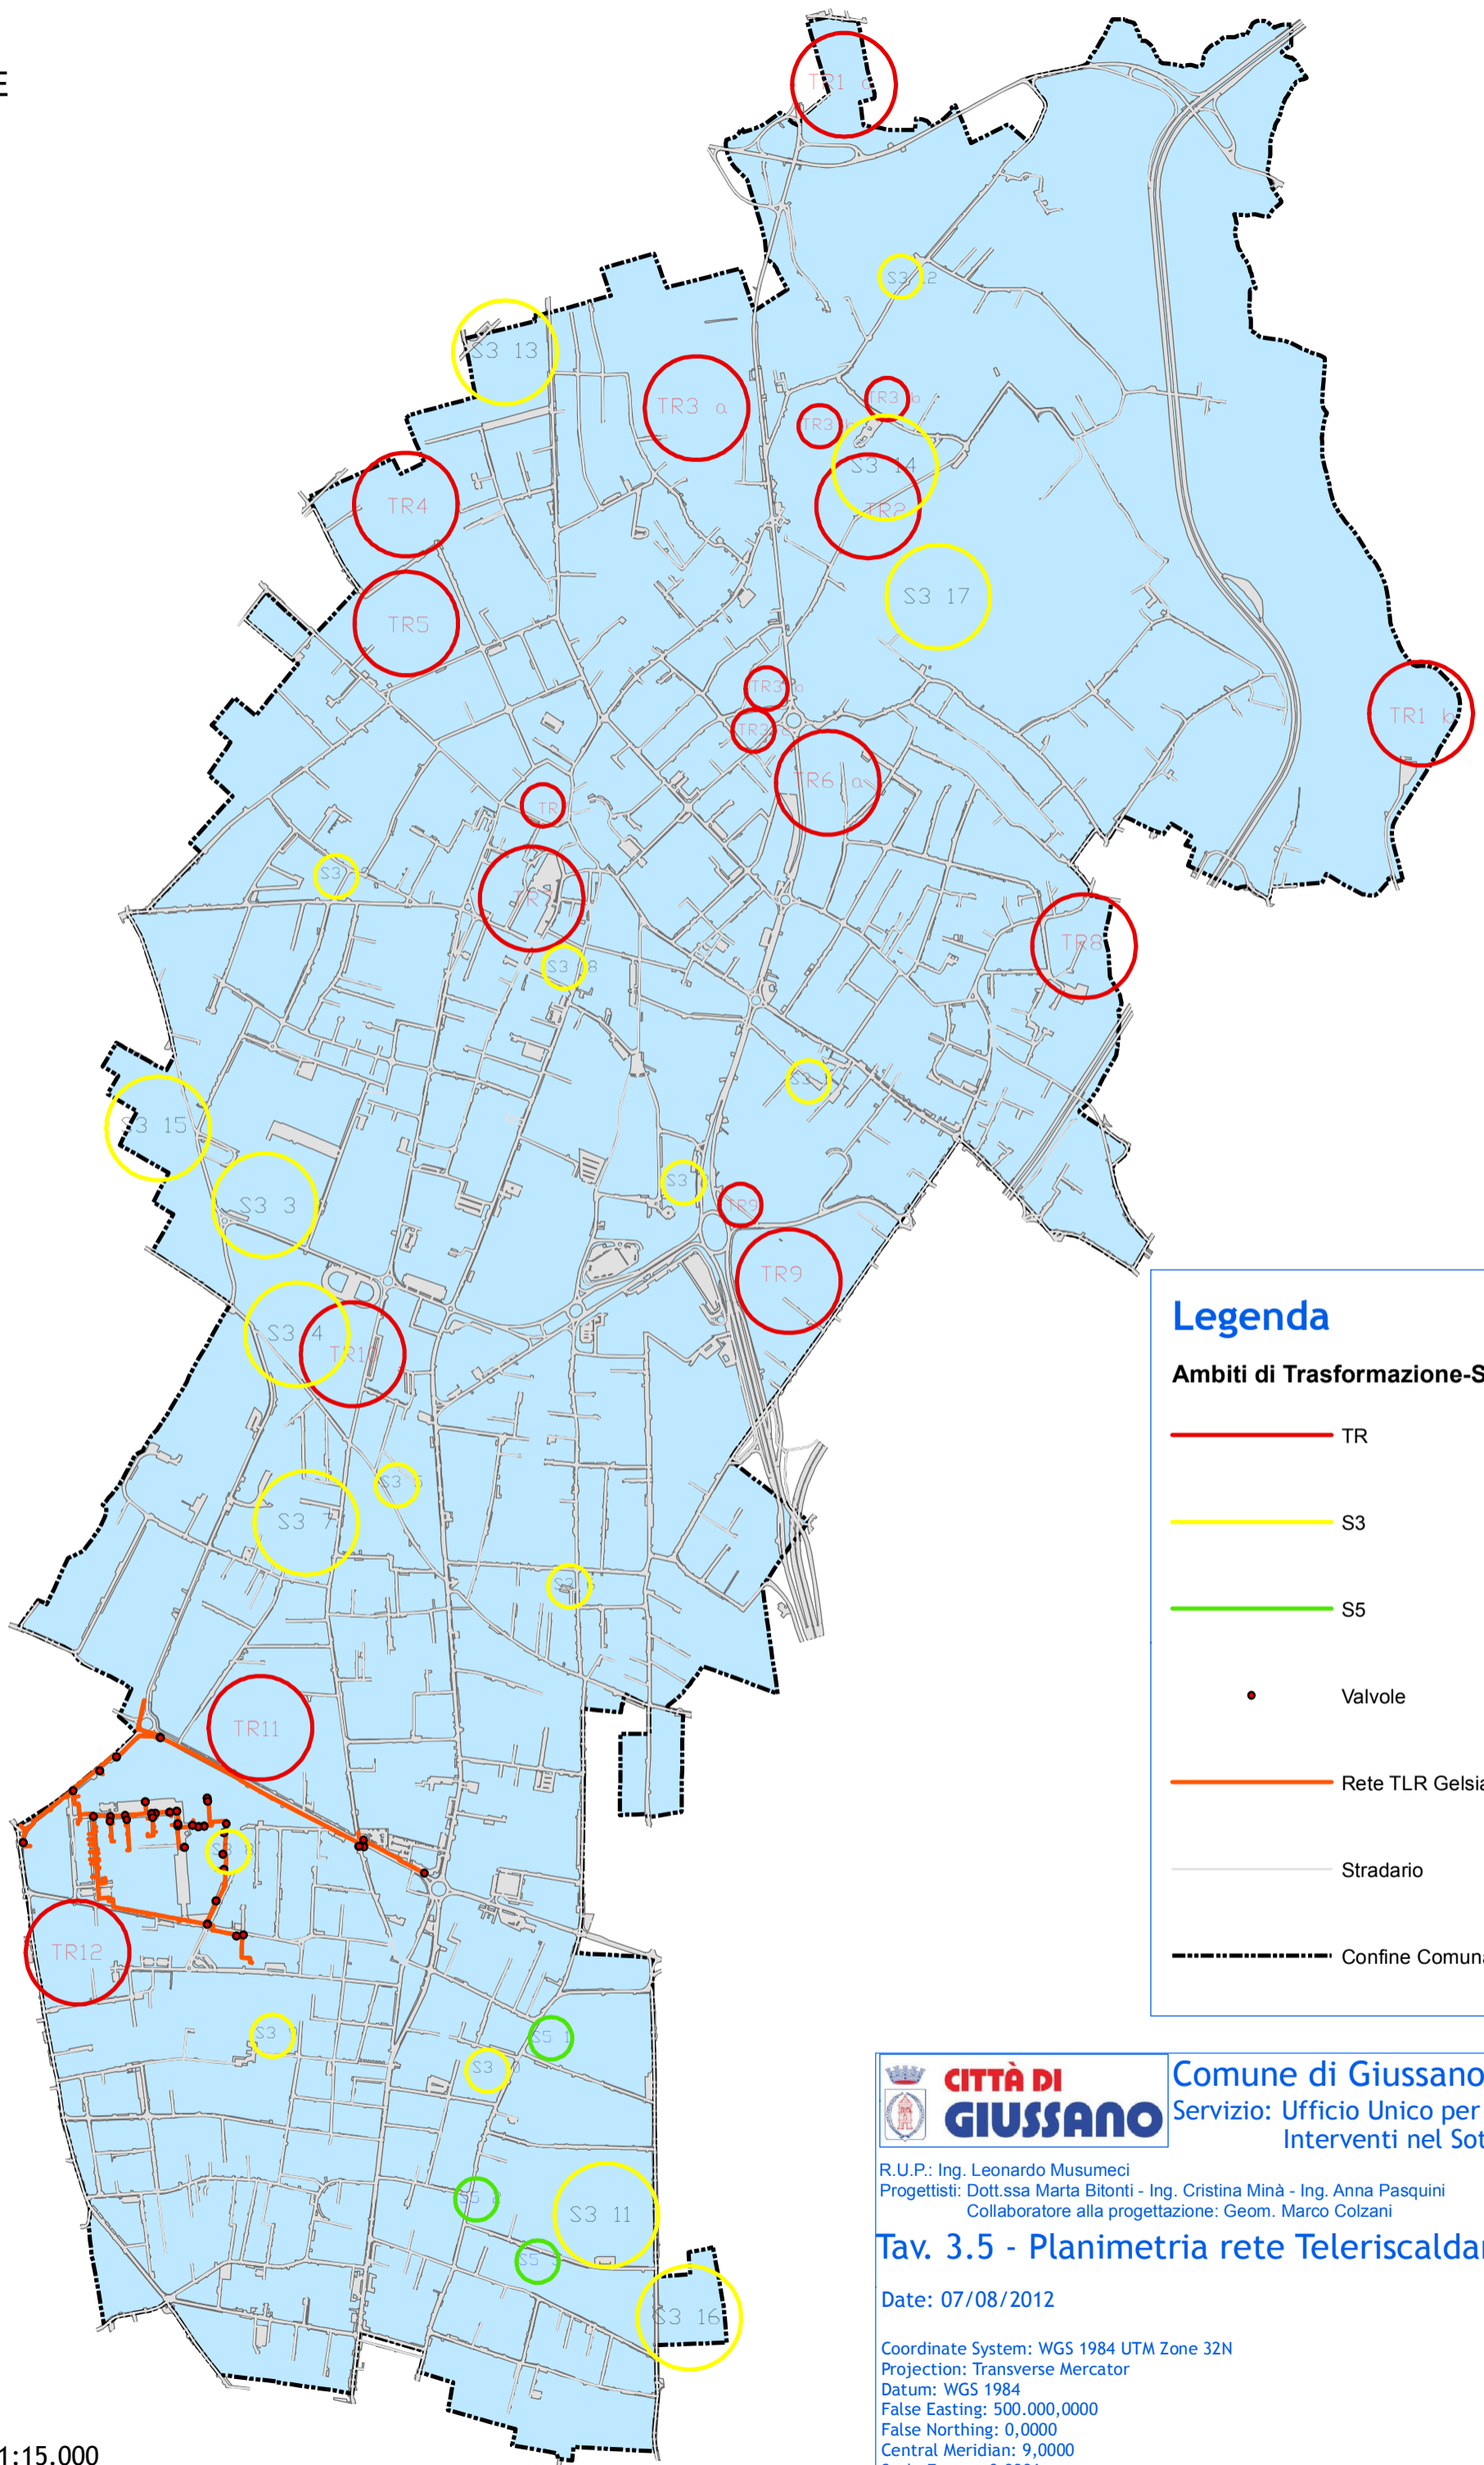 E
TR1
S3 12
S3 13
TR3 b
TR3 a
TR3
S3 14
TR4
TR2
S3 17
TR5
TR3 b
TR1 b
TR3
TR6 a
TR
S3
TR7
TR8
S3 8
S3
S3 15
S3
S3 3
TR9
TR9
S3 4
TR10
S3
S3 7
S3
TR11
S3
TR12
S3
S5 1
S3
S6
S3 11
S5
S3 16
1:15.000
Legenda
Ambiti di Trasformazione-S
TR
S3
S5
Valvole
Rete TLR Gelsia
Stradario
Confine Comuna
CITTÀ DI
GIUSSANO
Comune di Giussano
Servizio: Ufficio Unico per
Interventi nel Sot
R.U.P.: Ing. Leonardo Musumeci
Progettisti: Dott.ssa Marta Bitonti - Ing. Cristina Minà - Ing. Anna Pasquini
Collaboratore alla progettazione: Geom. Marco Colzani
Tav. 3.5 - Planimetria rete Teleriscaldam
Date: 07/08/2012
Coordinate System: WGS 1984 UTM Zone 32N
Projection: Transverse Mercator
Datum: WGS 1984
False Easting: 500.000,0000
False Northing: 0,0000
Central Meridian: 9,0000